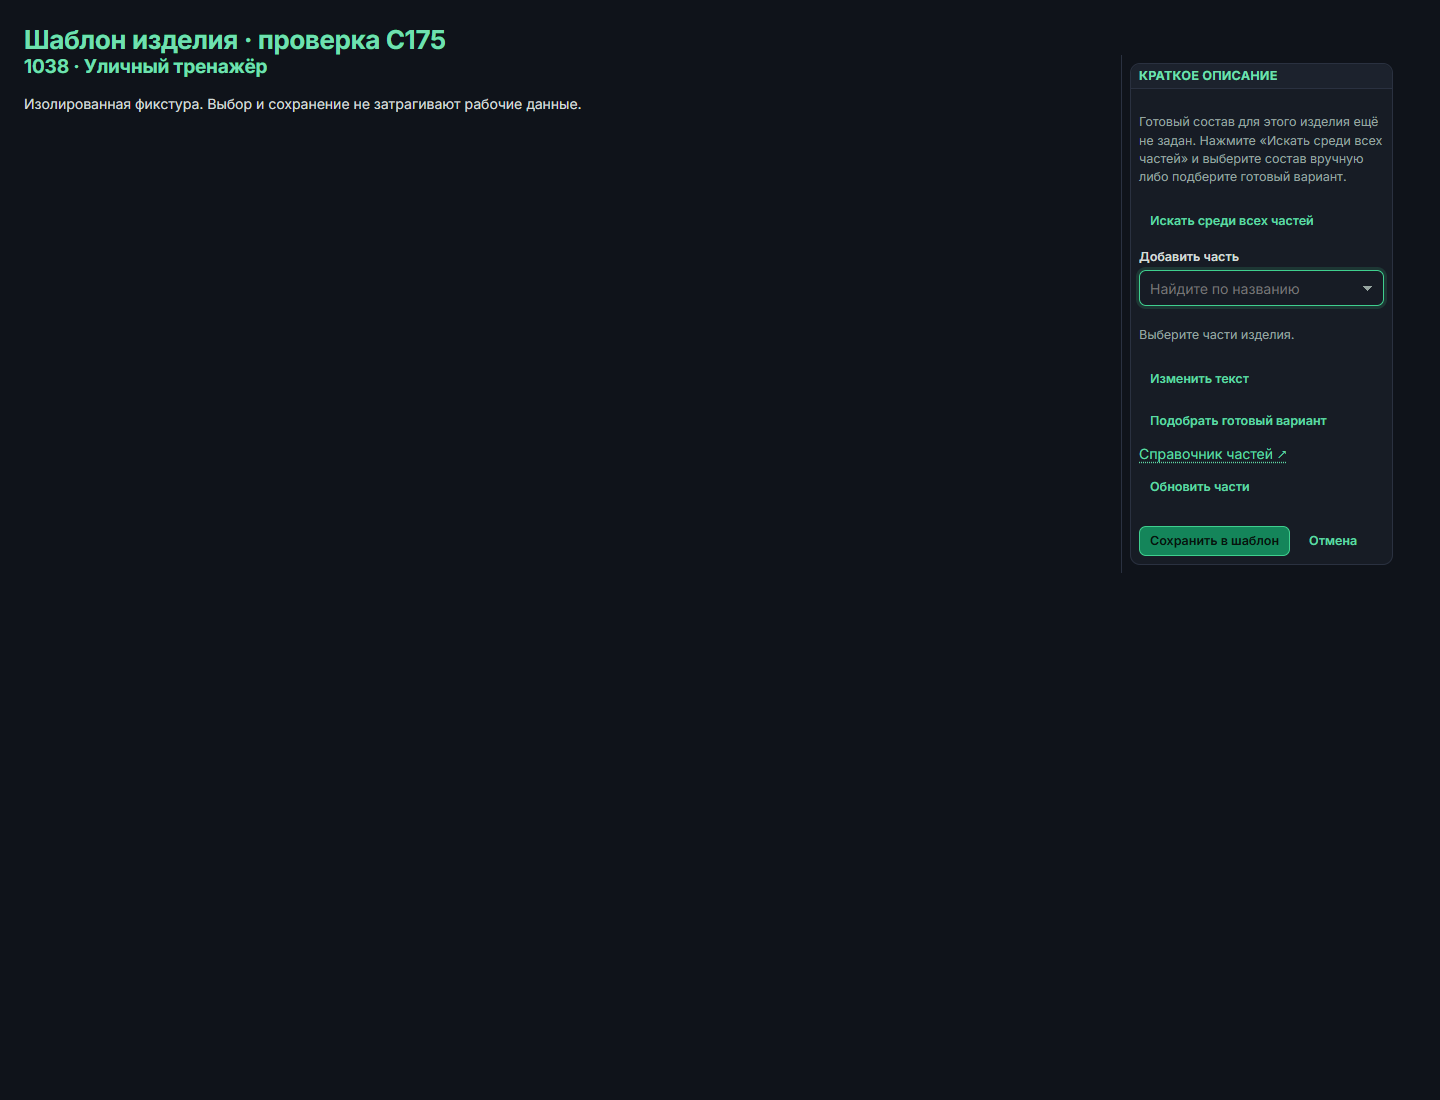 Шаблон изделия · проверка C175
1038 · Уличный тренажёр
Изолированная фикстура. Выбор и сохранение не затрагивают рабочие данные.
КРАТКОЕ ОПИСАНИЕ
Готовый состав для этого изделия ещё
не задан. Нажмите «Искать среди всех
частей» и выберите состав вручную
либо подберите готовый вариант.
Искать среди всех частей
Добавить часть
Найдите по названию
Выберите части изделия.
Изменить текст
Подобрать готовый вариант
Справочник частей ↗
Обновить части
Сохранить в шаблон
Отмена